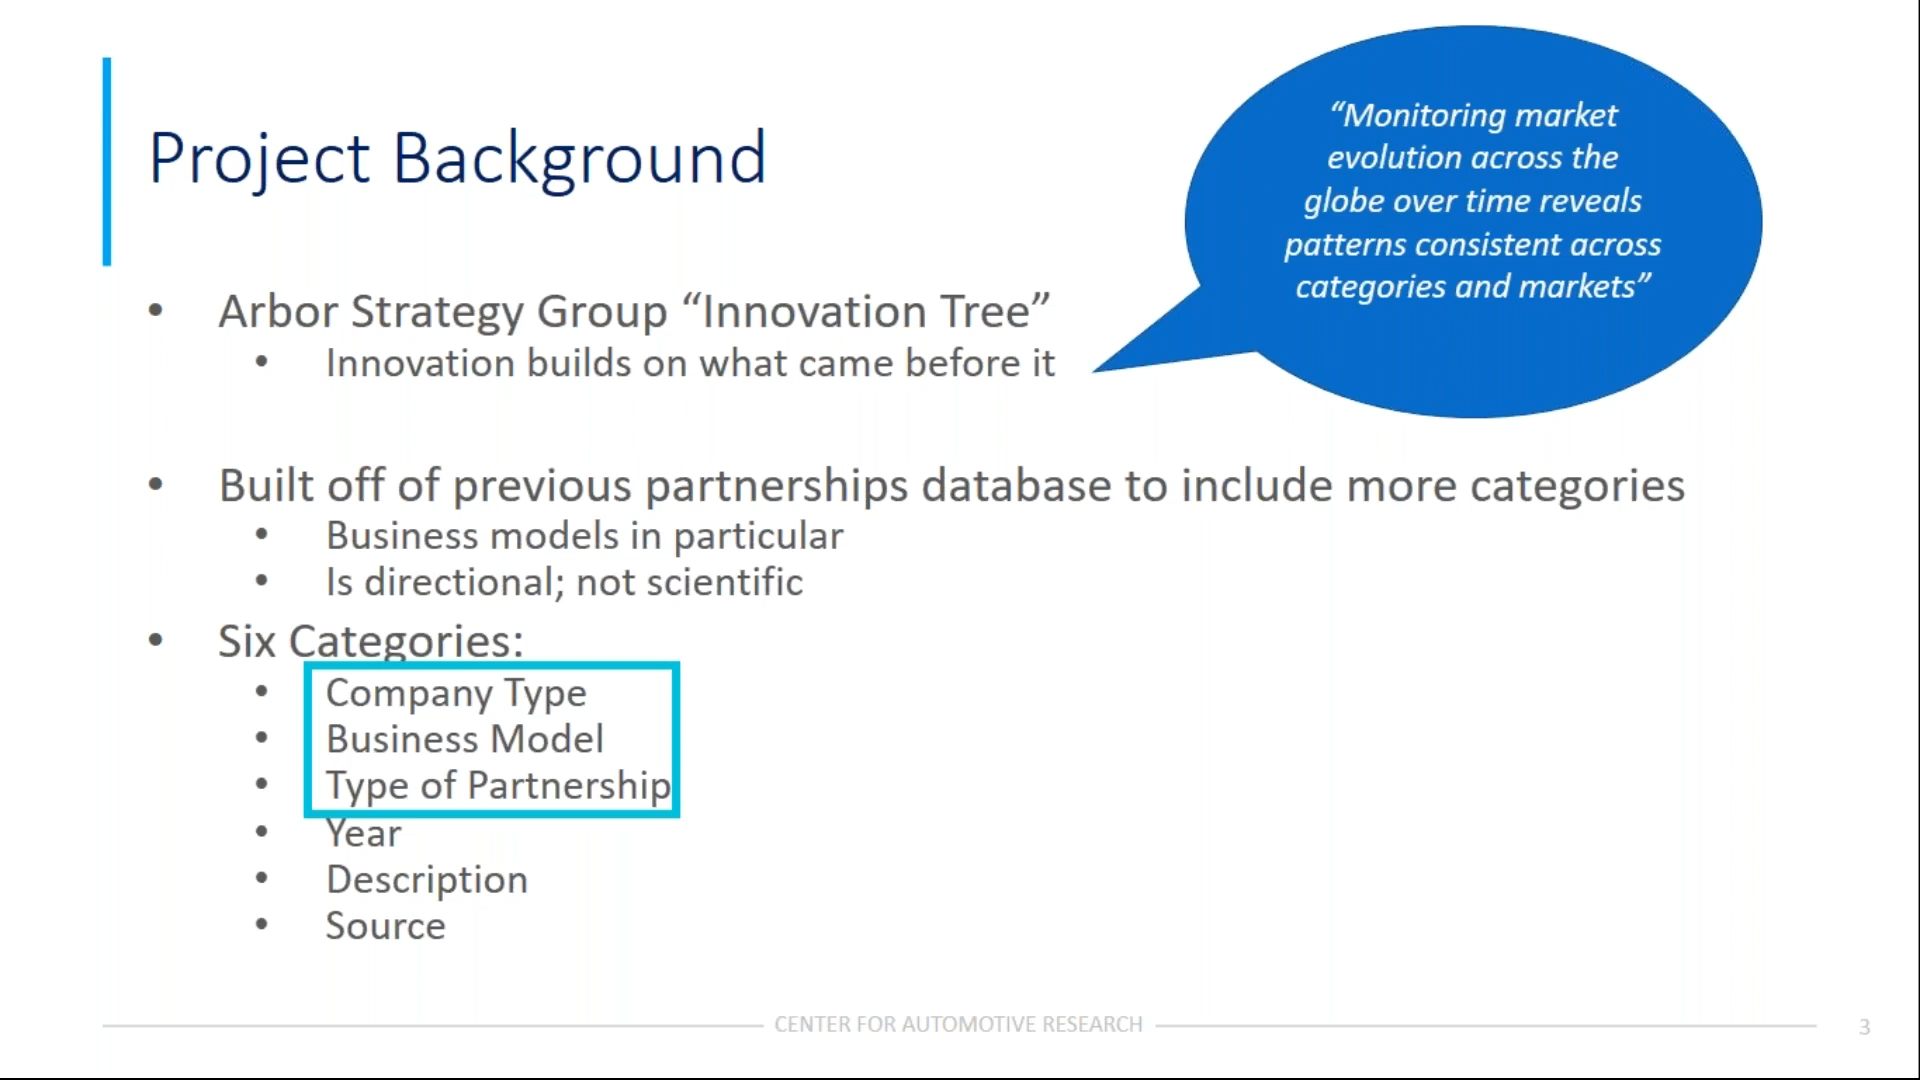 Project Background
“Monitoring market
evolution across the
globe over time reveals
patterns consistent across
categories and markets”
• Arbor Strategy Group “Innovation Tree”
• Innovation builds on what came before it
• Built off of previous partnerships database to include more categories
• Business models in particular
• Is directional; not scientific
• Six Categories:
• Company Type
• Business Model
• Type of Partnership
• Year
• Description
• Source
CENTER FOR AUTOMOTIVE RESEARCH
3